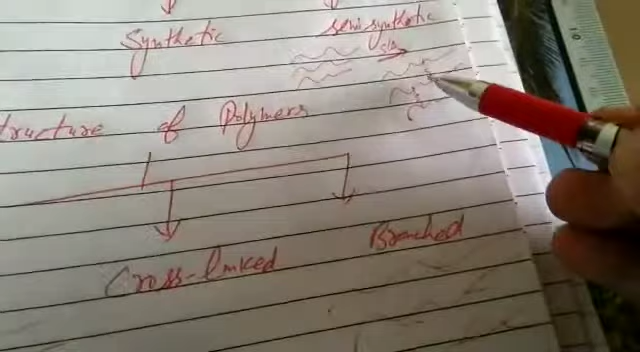 Synthetic semi synthetic
Structure of Polymers
Cross-linked Branched